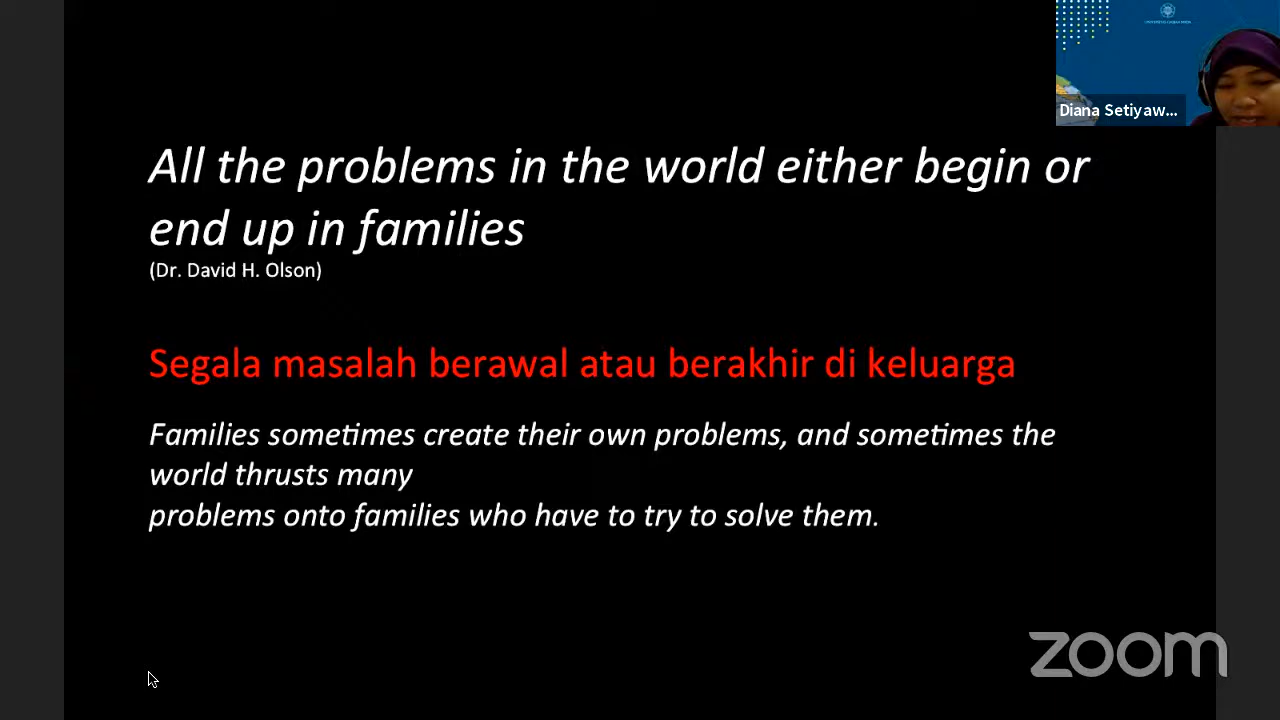 All the problems in the world either begin or
end up in families
(Dr. David H. Olson)
Segala masalah berawal atau berakhir di keluarga
Families sometimes create their own problems, and sometimes the
world thrusts many
problems onto families who have to try to solve them.
Diana Setiyaw...
zoom